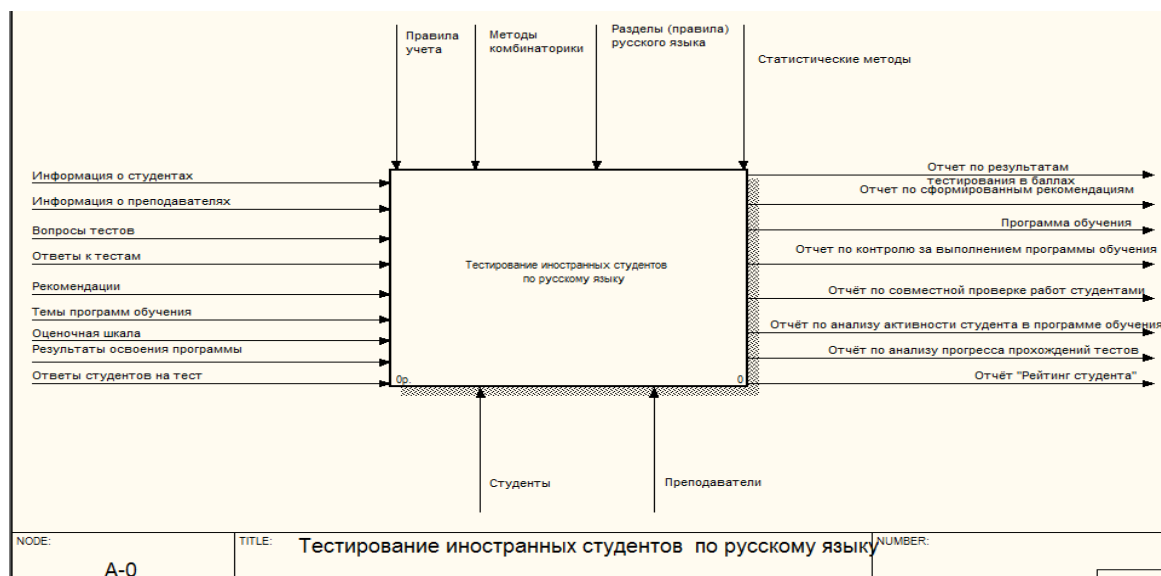 Правила
учета
Методы
комбинаторики
Разделы (правила)
русского языка
Статистические методы
Информация о студентах
Информация о преподавателях
Вопросы тестов
Ответы к тестам
Рекомендации
Темы программ обучения
Оценочная шкала
Результаты освоения программы
Ответы студентов на тест
Тестирование иностранных студентов
по русскому языку
0р.
0
Отчет по результатам
тестирования в баллах
Отчет по сформированным рекомендациям
Программа обучения
Отчет по контролю за выполнением программы обучения
Отчёт по совместной проверке работ студентами
Отчёт по анализу активности студента в программе обучения
Отчёт по анализу прогресса прохождений тестов
Отчёт "Рейтинг студента"
Студенты
Преподаватели
NODE:
A-0
TITLE:
Тестирование иностранных студентов по русскому языку
NUMBER: